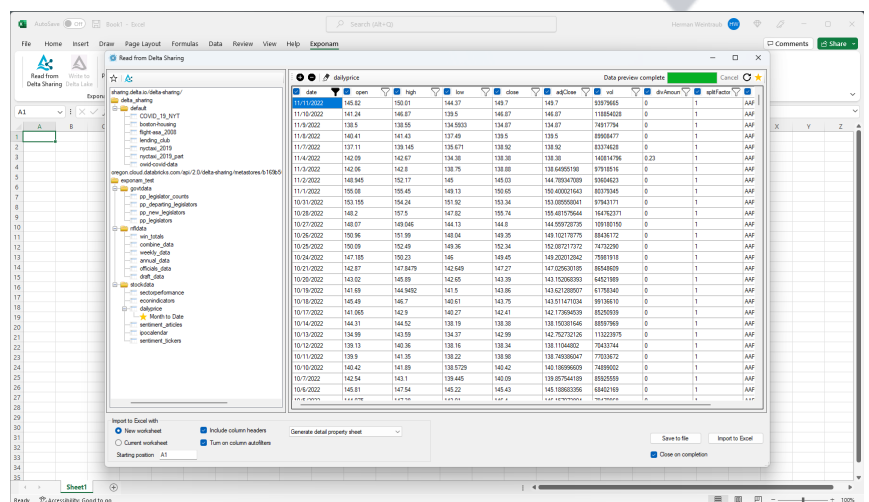 AutoSave Off Book1 - Excel Search (Alt+Q) Herman Weintraub HW
File Home Insert Draw Page Layout Formulas Data Review View Help Exponam Comments Share
Read from Delta Sharing
Write to Delta Lake
Read from Delta Sharing
A1
sharing.delta.io/delta-sharing/
delta_sharing
default
COVID_19_NYT
boston-housing
flight-asa_2008
lending_club
nyctaxi_2019
nyctaxi_2019_part
owid-covid-data
oregon.cloud.databricks.com/api/2.0/delta-sharing/metastores/b169b5
exponam_test
govtdata
pp_legislator_counts
pp_departing_legislators
pp_new_legislators
pp_legislators
nfldata
win_totals
combine_data
weekly_data
annual_data
officials_data
draft_data
stockdata
sectorperformance
econindicators
dailyprice
Month to Date
sentiment_articles
ipocalendar
sentiment_tickers
dailyprice Data preview complete Cancel
date open high low close adjClose vol divAmoun splitFactor
11/11/2022 145.82 150.01 144.37 149.7 149.7 93979665 0 1 AAF
11/10/2022 141.24 146.87 139.5 146.87 146.87 118854028 0 1 AAF
11/9/2022 138.5 138.55 134.5933 134.87 134.87 74917794 0 1 AAF
11/8/2022 140.41 141.43 137.49 139.5 139.5 89908477 0 1 AAF
11/7/2022 137.11 139.145 135.671 138.92 138.92 83374628 0 1 AAF
11/4/2022 142.09 142.67 134.38 138.38 138.38 140814796 0.23 1 AAF
11/3/2022 142.06 142.8 138.75 138.88 138.64955198 97918516 0 1 AAF
11/2/2022 148.945 152.17 145 145.03 144.789347089 93604623 0 1 AAF
11/1/2022 155.08 155.45 149.13 150.65 150.400021643 80379345 0 1 AAF
10/31/2022 153.155 154.24 151.92 153.34 153.085558041 97943171 0 1 AAF
10/28/2022 148.2 157.5 147.82 155.74 155.481575644 164762371 0 1 AAF
10/27/2022 148.07 149.046 144.13 144.8 144.559728735 109180150 0 1 AAF
10/26/2022 150.96 151.99 148.04 149.35 149.102178775 88436172 0 1 AAF
10/25/2022 150.09 152.49 149.36 152.34 152.087217372 74732290 0 1 AAF
10/24/2022 147.185 150.23 146 149.45 149.202012842 75981918 0 1 AAF
10/21/2022 142.87 147.8479 142.649 147.27 147.025630185 86548609 0 1 AAF
10/20/2022 143.02 145.89 142.65 143.39 143.152068393 64521989 0 1 AAF
10/19/2022 141.69 144.9492 141.5 143.86 143.621288507 61758340 0 1 AAF
10/18/2022 145.49 146.7 140.61 143.75 143.511471034 99136610 0 1 AAF
10/17/2022 141.065 142.9 140.27 142.41 142.173694539 85250939 0 1 AAF
10/14/2022 144.31 144.52 138.19 138.38 138.150381646 88597969 0 1 AAF
10/13/2022 134.99 143.59 134.37 142.99 142.752732126 113223975 0 1 AAF
10/12/2022 139.13 140.36 138.16 138.34 138.11044802 70433744 0 1 AAF
10/11/2022 139.9 141.35 138.22 138.98 138.749386047 77033672 0 1 AAF
10/10/2022 140.42 141.89 138.5729 140.42 140.186996609 74899002 0 1 AAF
10/7/2022 142.54 143.1 139.445 140.09 139.857544189 85925559 0 1 AAF
10/6/2022 145.81 147.54 145.22 145.43 145.188683356 68402169 0 1 AAF
Import to Excel with
New worksheet Include column headers Generate detail property sheet
Current worksheet Turn on column autofilters Save to file Import to Excel
Starting position A1 Close on completion
Sheet1
Ready Accessibility: Good to go 100%